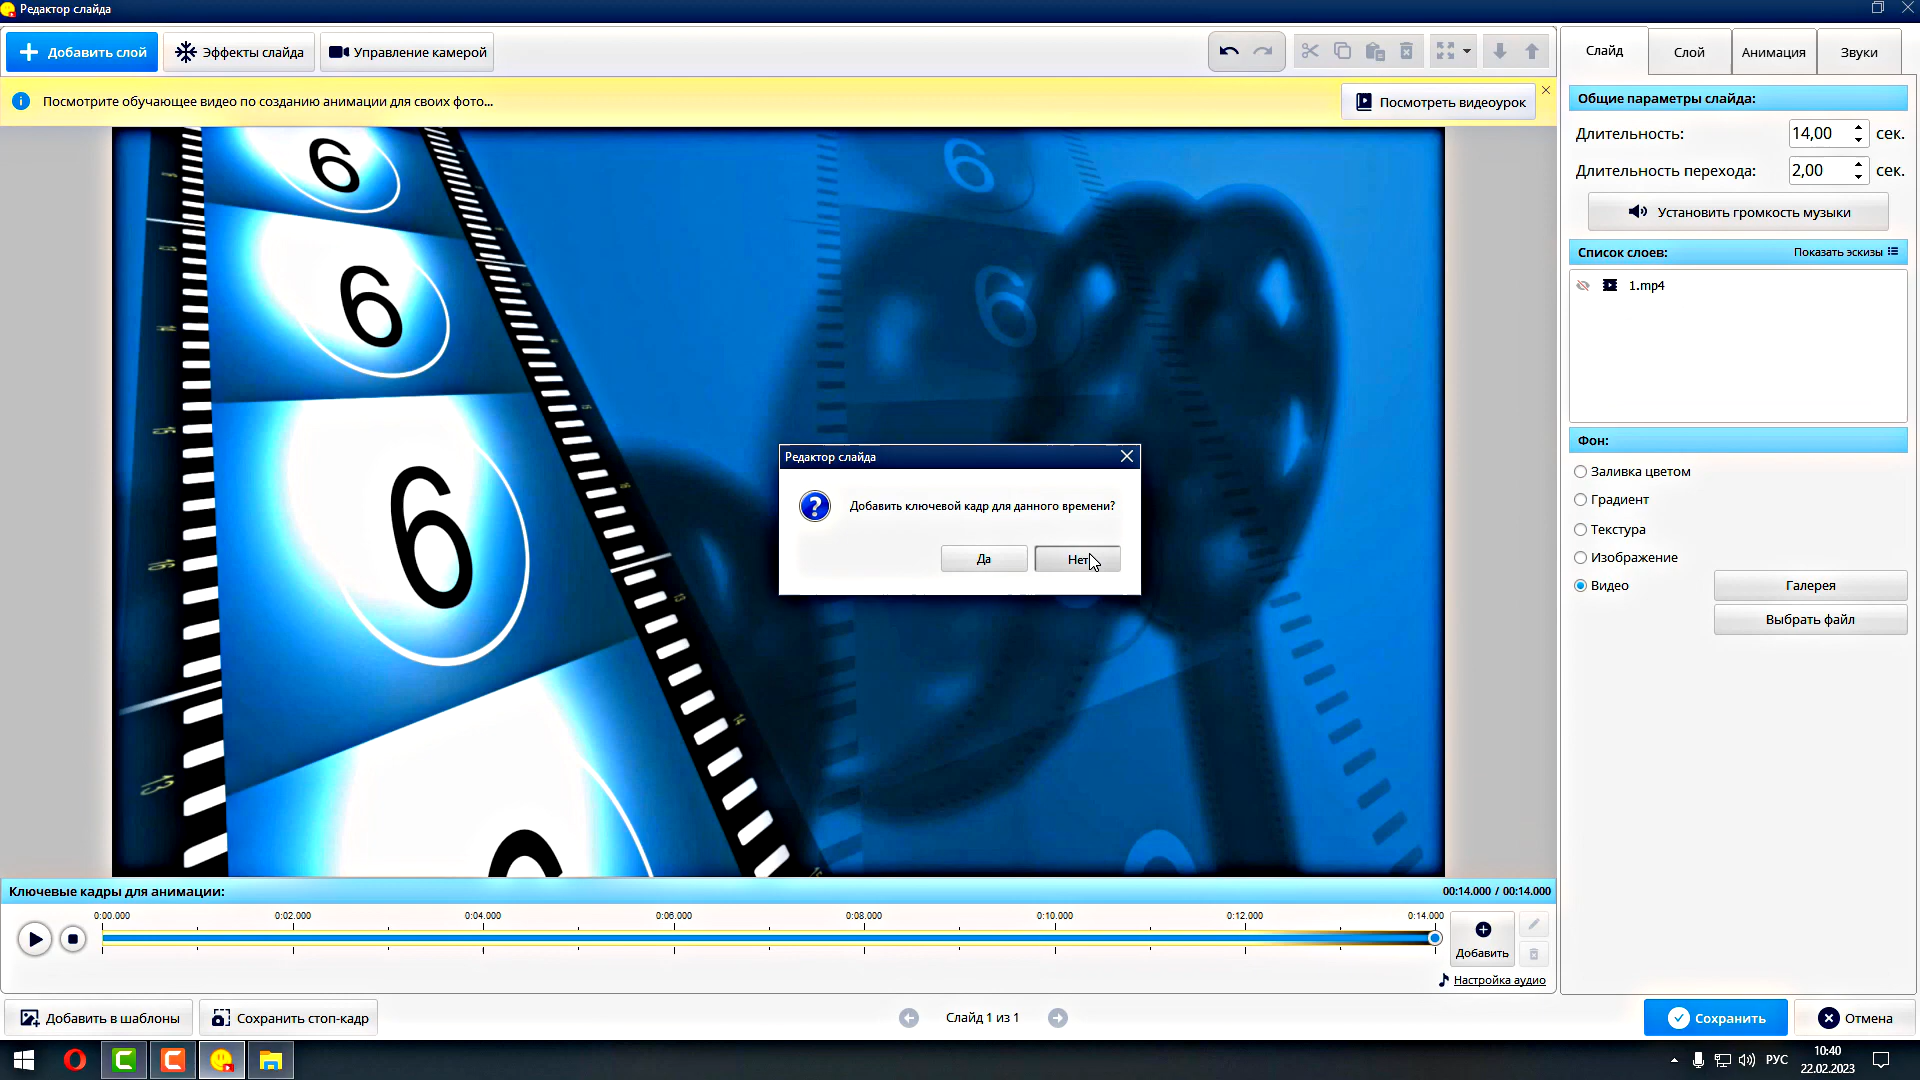 Редактор слайда
Добавить слой
Эффекты слайда
Управление камерой
Слайд
Слой
Анимация
Звуки
Посмотрите обучающее видео по созданию анимации для своих фото...
Посмотреть видеоурок
Общие параметры слайда:
Длительность:
14,00
сек.
Длительность перехода:
2,00
сек.
Установить громкость музыки
Список слоев:
Показать эскизы
1.mp4
Фон:
Заливка цветом
Градиент
Текстура
Изображение
Видео
Галерея
Выбрать файл
6
6
6
6
6
Редактор слайда
Добавить ключевой кадр для данного времени?
Да
Нет
Ключевые кадры для анимации:
00:14.000 / 00:14.000
0:00.000
0:02.000
0:04.000
0:06.000
0:08.000
0:10.000
0:12.000
0:14.000
Добавить
Настройка аудио
Добавить в шаблоны
Сохранить стоп-кадр
Слайд 1 из 1
Сохранить
Отмена
РУС
10:40
22.02.2023